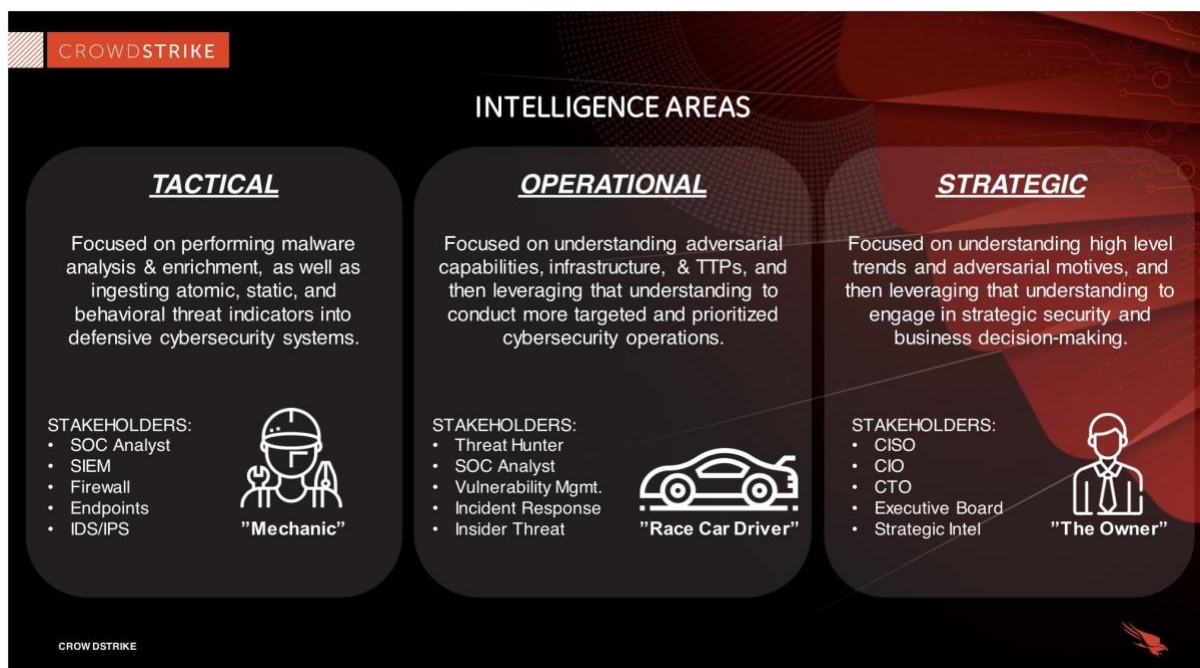 CROWDSTRIKE
INTELLIGENCE AREAS
TACTICAL
Focused on performing malware
analysis & enrichment, as well as
ingesting atomic, static, and
behavioral threat indicators into
defensive cybersecurity systems.
STAKEHOLDERS:
• SOC Analyst
• SIEM
• Firewall
• Endpoints
• IDS/IPS
"Mechanic"
OPERATIONAL
Focused on understanding adversarial
capabilities, infrastructure, & TTPs, and
then leveraging that understanding to
conduct more targeted and prioritized
cybersecurity operations.
STAKEHOLDERS:
• Threat Hunter
• SOC Analyst
• Vulnerability Mgmt.
• Incident Response
• Insider Threat
"Race Car Driver"
STRATEGIC
Focused on understanding high level
trends and adversarial motives, and
then leveraging that understanding to
engage in strategic security and
business decision-making.
STAKEHOLDERS:
• CISO
• CIO
• CTO
• Executive Board
• Strategic Intel
"The Owner"
CROWDSTRIKE